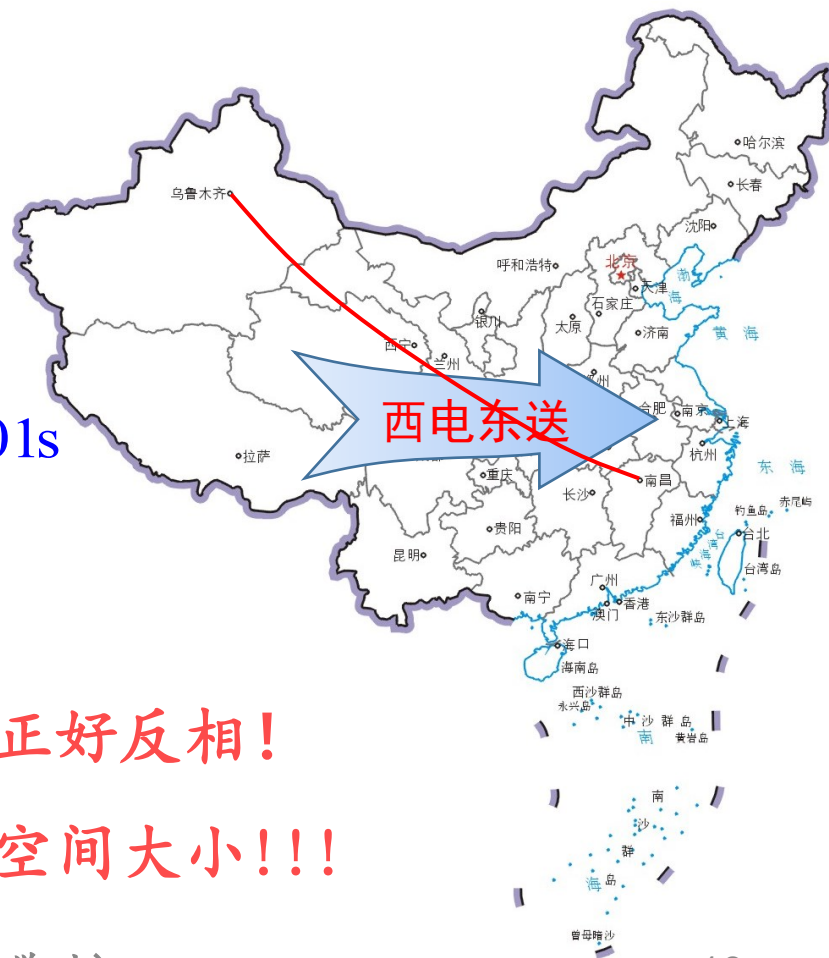 哈尔滨
长春
乌鲁木齐
沈阳
呼和浩特
北京
天津
渤
海
石家庄
银川
太原
济南
黄 海
西宁
兰州
州
西电东送
合肥
南京
上海
01s
杭州
拉萨
东 海
重庆
南昌
长沙
钓鱼岛
赤尾屿
福州
贵阳
台北
昆明
台湾岛
广州
南宁
香港
澳门
东沙群岛
海口
海南岛
西沙群岛
永兴岛
中沙群岛
南
黄岩岛
正好反相！
南
沙
空间大小!!!
群
海
岛
曾母暗沙